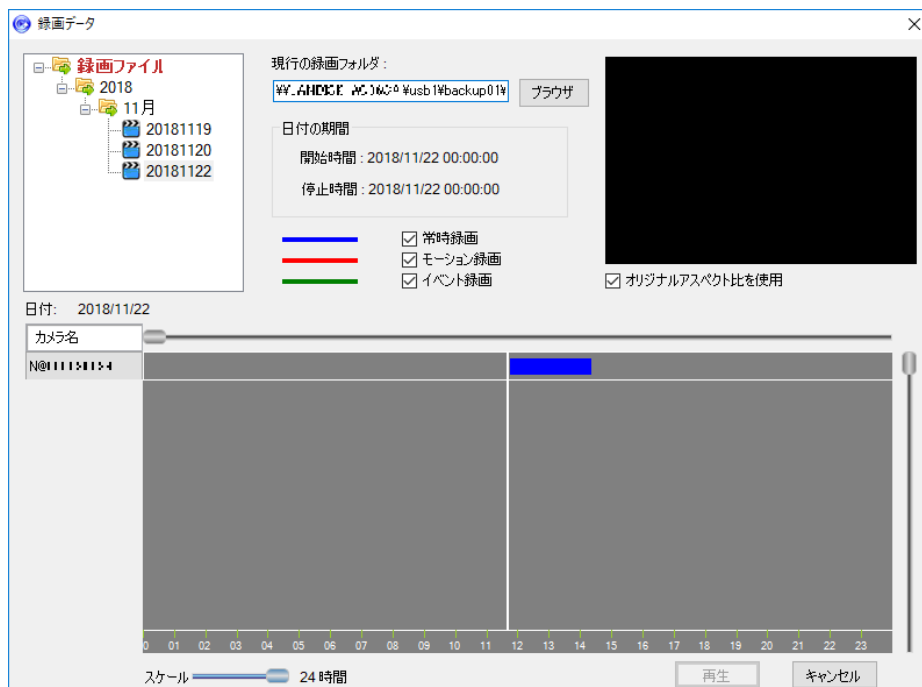 録画データ
録画ファイル
2018
11月
20181119
20181120
20181122
現行の録画フォルダ :
¥usb1¥backup01¥
ブラウザ
日付の期間
開始時間 : 2018/11/22 00:00:00
停止時間 : 2018/11/22 00:00:00
常時録画
モーション録画
イベント録画
オリジナルアスペクト比を使用
日付: 2018/11/22
カメラ名
0 01 02 03 04 05 06 07 08 09 10 11 12 13 14 15 16 17 18 19 20 21 22 23
スケール 24 時間
再生
キャンセル